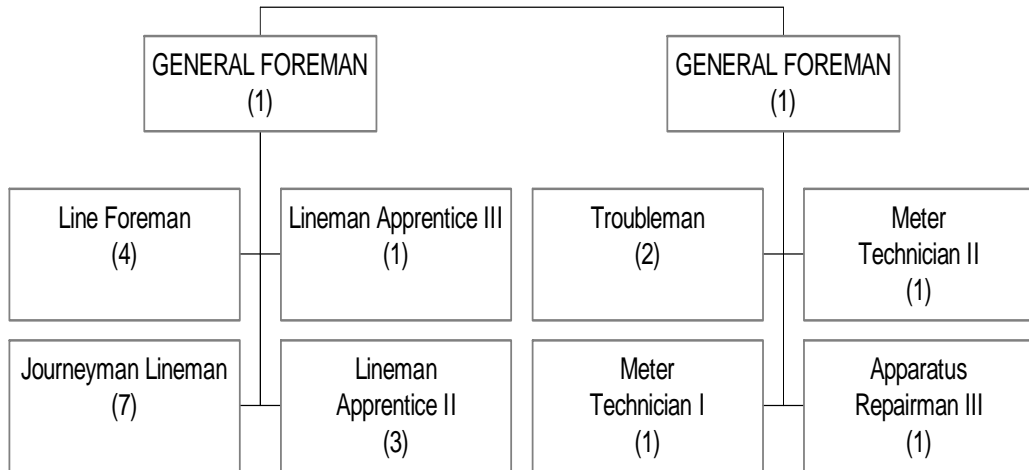 GENERAL FOREMAN
(1)
GENERAL FOREMAN
(1)
Line Foreman
(4)
Lineman Apprentice III
(1)
Troubleman
(2)
Meter
Technician II
(1)
Journeyman Lineman
(7)
Lineman
Apprentice II
(3)
Meter
Technician I
(1)
Apparatus
Repairman III
(1)